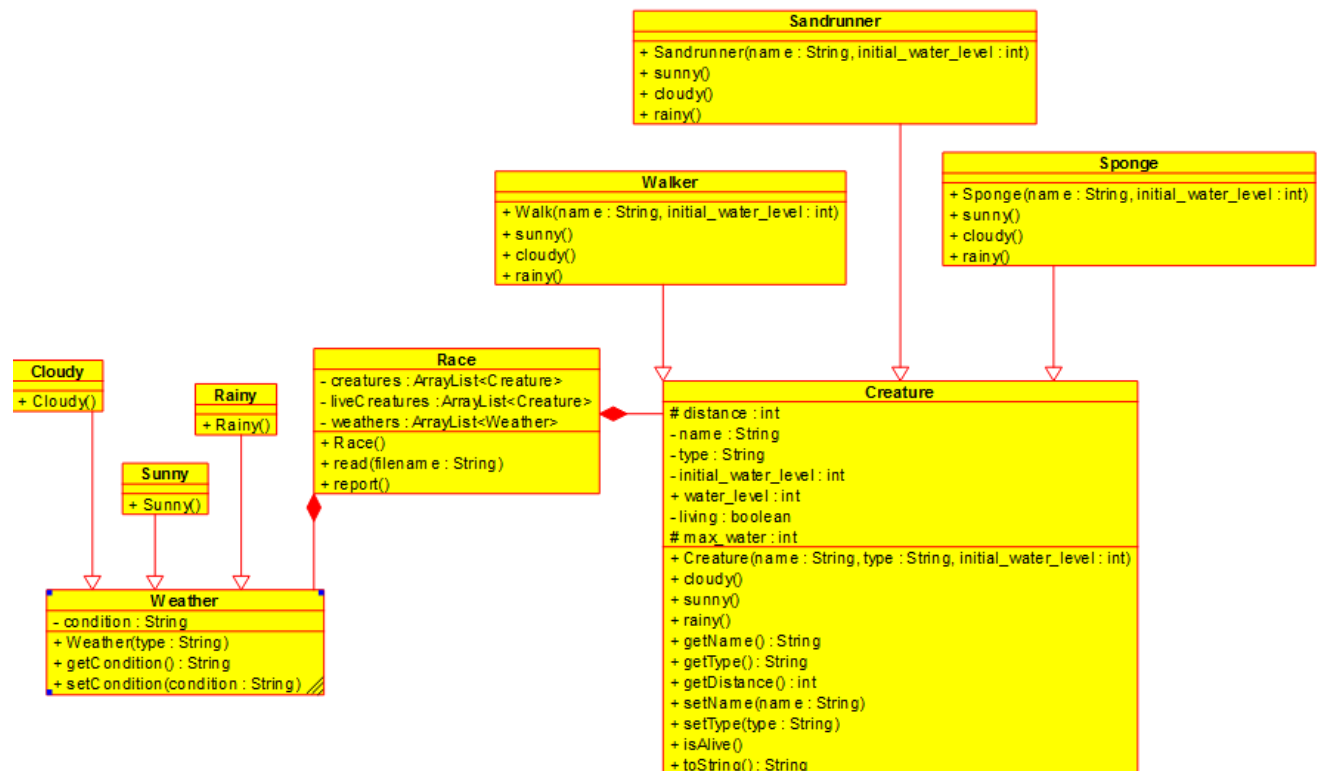 Sandrunner
+ Sandrunner(name : String, initial_water_level : int)
+ sunny()
+ cloudy()
+ rainy()
Sponge
+ Sponge(name : String, initial_water_level : int)
+ sunny()
+ cloudy()
+ rainy()
Walker
+ Walk(name : String, initial_water_level : int)
+ sunny()
+ cloudy()
+ rainy()
Cloudy
+ Cloudy()
Rainy
+ Rainy()
Sunny
+ Sunny()
Race
- creatures : ArrayList<Creature>
- liveCreatures : ArrayList<Creature>
- weathers : ArrayList<Weather>
+ Race()
+ read(filename : String)
+ report()
Creature
# distance : int
- name : String
- type : String
- initial_water_level : int
+ water_level : int
- living : boolean
# max_water : int
+ Creature(name : String, type : String, initial_water_level : int)
+ cloudy()
+ sunny()
+ rainy()
+ getName() : String
+ getType() : String
+ getDistance() : int
+ setName(name : String)
+ setType(type : String)
+ isAlive()
+ toString() : String
Weather
- condition : String
+ Weather(type : String)
+ getCondition() : String
+ setCondition(condition : String)